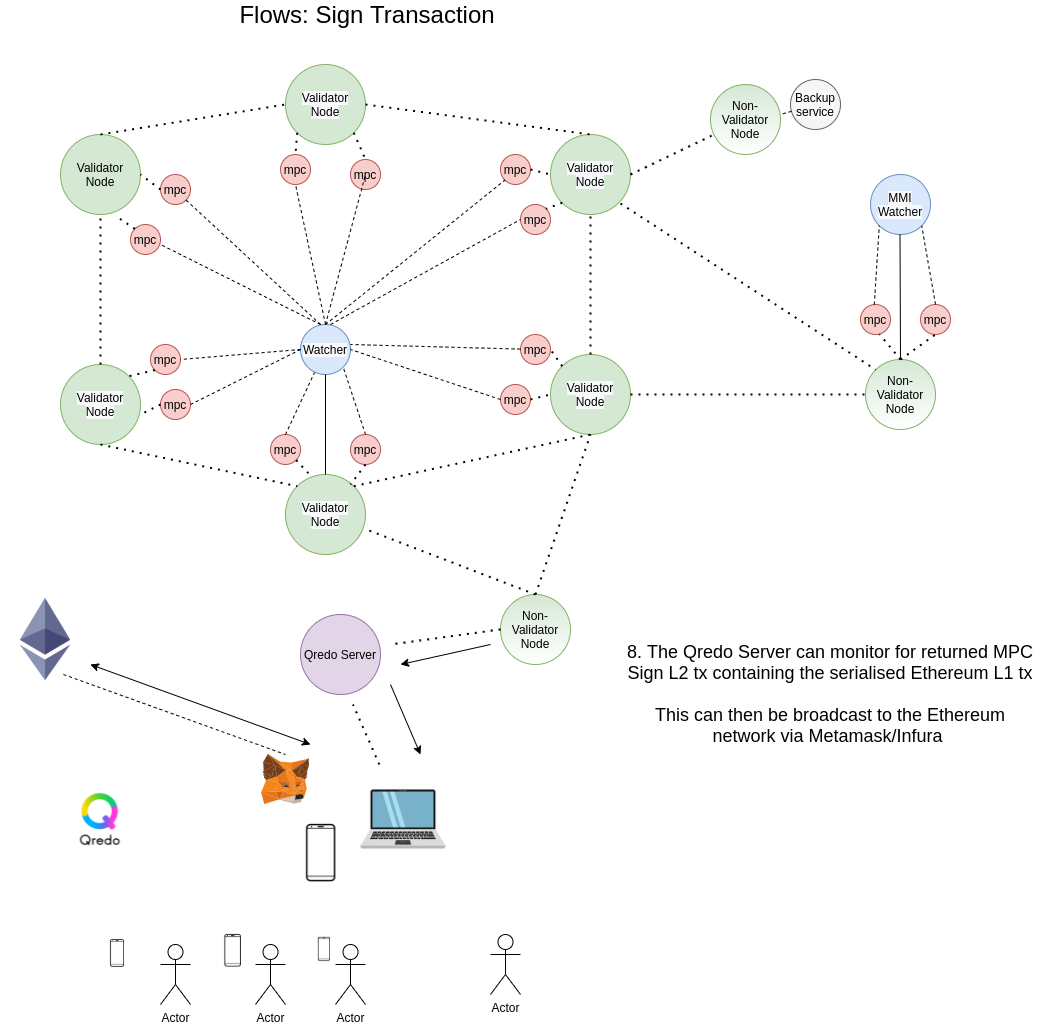 Flows: Sign Transaction
Validator
Node
Non-
Validator
Node
Backup
service
Validator
Node
mpc
mpc
mpc
mpc
mpc
Validator
Node
MMI
Watcher
mpc
mpc
mpc
mpc
Watcher
mpc
mpc
Validator
Node
mpc
mpc
Validator
Node
Non-
Validator
Node
mpc
mpc
Validator
Node
Non-
Validator
Node
Qredo Server
8. The Qredo Server can monitor for returned MPC
Sign L2 tx containing the serialised Ethereum L1 tx
This can then be broadcast to the Ethereum
network via Metamask/Infura
Qredo
Actor
Actor
Actor
Actor